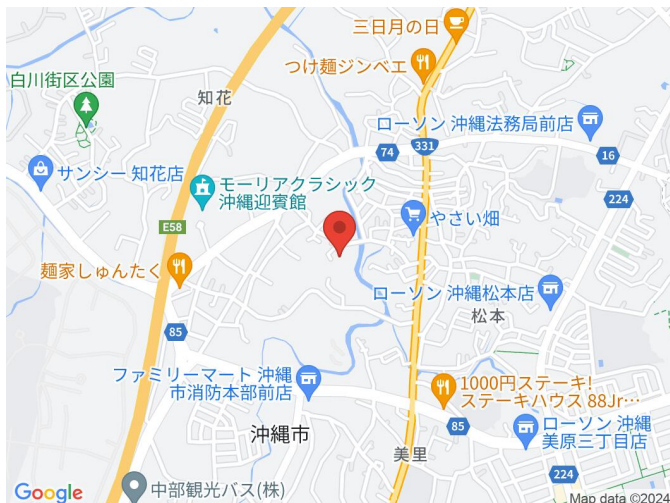 三日月の日
つけ麺ジンベエ
白川街区公園
知花
ローソン 沖縄法務局前店
74
331
16
サンシー 知花店
モーリアクラシック
沖縄迎賓館
224
E58
やさい畑
麺家しゅんたく
ローソン 沖縄松本店
85
松本
ファミリーマート 沖縄
市消防本部前店
1000円ステーキ!
ステーキハウス 88Jr…
85
沖縄市
ローソン 沖縄
美原三丁目店
美里
224
中部観光バス(株)
Google
Map data ©2024